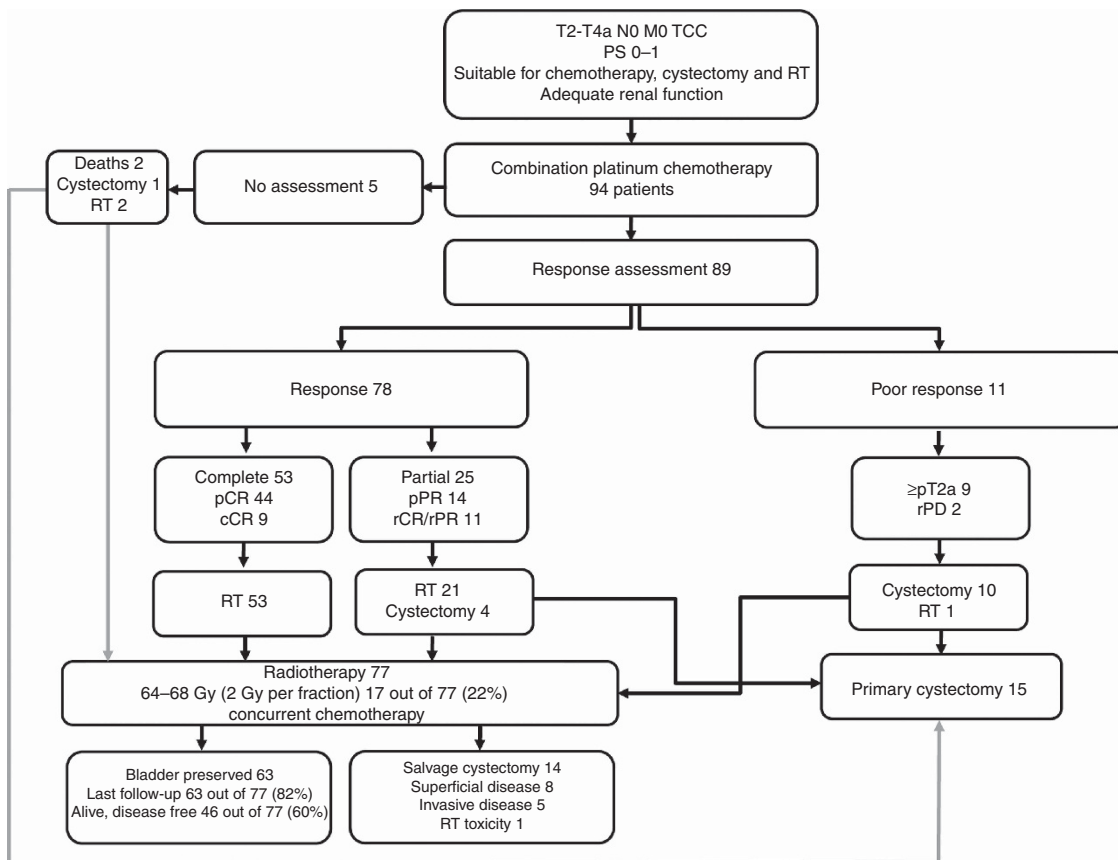 T2-T4a N0 M0 TCC
PS 0–1
Suitable for chemotherapy, cystectomy and RT
Adequate renal function
Deaths 2
Cystectomy 1
RT 2
No assessment 5
Combination platinum chemotherapy
94 patients
Response assessment 89
Response 78
Poor response 11
Complete 53
pCR 44
cCR 9
Partial 25
pPR 14
rCR/rPR 11
≥pT2a 9
rPD 2
RT 53
RT 21
Cystectomy 4
Cystectomy 10
RT 1
Radiotherapy 77
64–68 Gy (2 Gy per fraction) 17 out of 77 (22%)
concurrent chemotherapy
Primary cystectomy 15
Bladder preserved 63
Last follow-up 63 out of 77 (82%)
Alive, disease free 46 out of 77 (60%)
Salvage cystectomy 14
Superficial disease 8
Invasive disease 5
RT toxicity 1